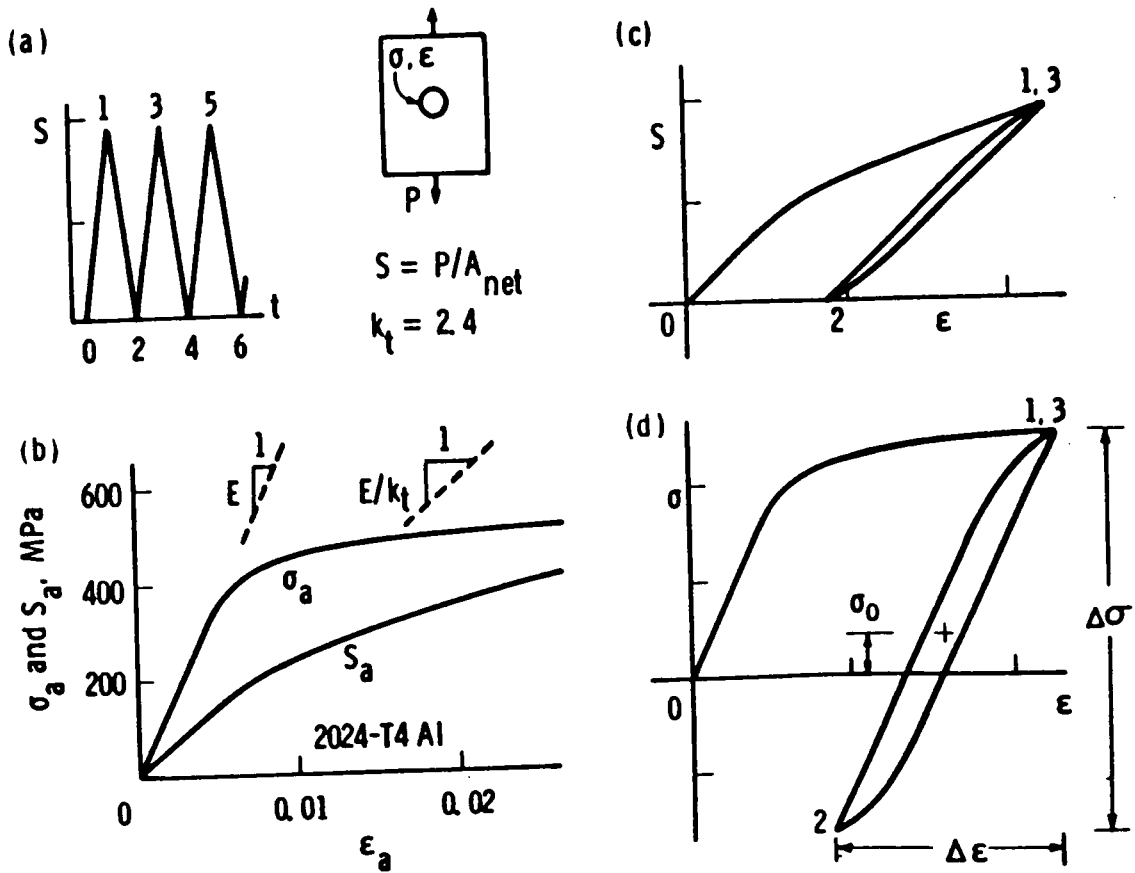 (a)
S
1 3 5
t
0 2 4 6
σ, ε
P
S = P/A_net
k_t = 2.4
(b)
σ_a and S_a, MPa
600
400
200
0
1
E
1
E/k_t
σ_a
S_a
2024-T4 Al
0.01
0.02
ε_a
(c)
S
1, 3
0
2
ε
(d)
σ
1, 3
σ_o
+
Δσ
0
ε
2
Δε